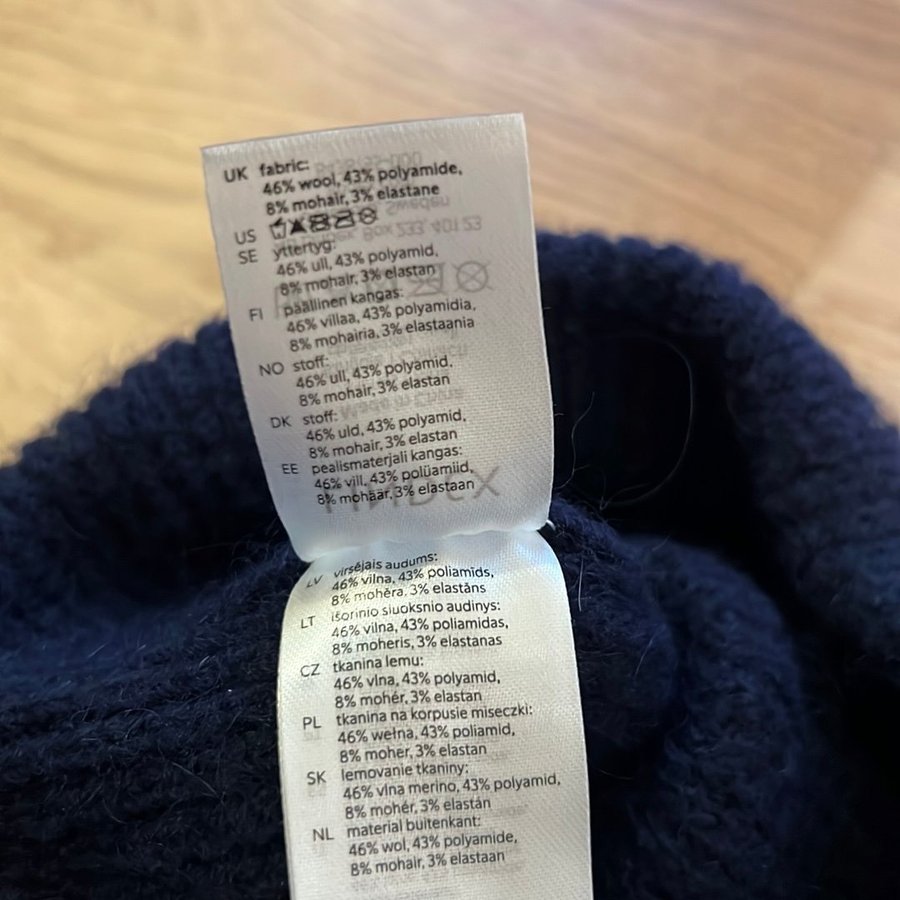 UK fabric:
46% wool, 43% polyamide,
8% mohair, 3% elastane
US
SE yttertyg:
46% ull, 43% polyamid,
8% mohair, 3% elastan
FI päällinen kangas:
46% villaa, 43% polyamidia,
8% mohairia, 3% elastaania
NO stoff:
46% ull, 43% polyamid.
8% mohair, 3% elastan
DK stoff:
46% uld, 43% polyamid,
8% mohair, 3% elastan
EE pealismaterjali kangas:
46% vill, 43% polüamiid,
8% mohäär, 3% elastaan
LV virsējais audums:
46% vilna, 43% poliamīds,
8% mohēra, 3% elastāns
LT išorinio sluoksnio audinys:
46% vilna, 43% poliamidas,
8% moheris, 3% elastanas
CZ tkanina lemu:
46% vlna, 43% polyamid,
8% mohér, 3% elastan
PL tkanina na korpusie miseczki:
46% wełna, 43% poliamid,
8% moher, 3% elastan
SK lemovanie tkaniny:
46% vlna merino, 43% polyamid,
8% mohér, 3% elastán
NL material buitenkant:
46% wol, 43% polyamide,
8% mohair, 3% elastaan